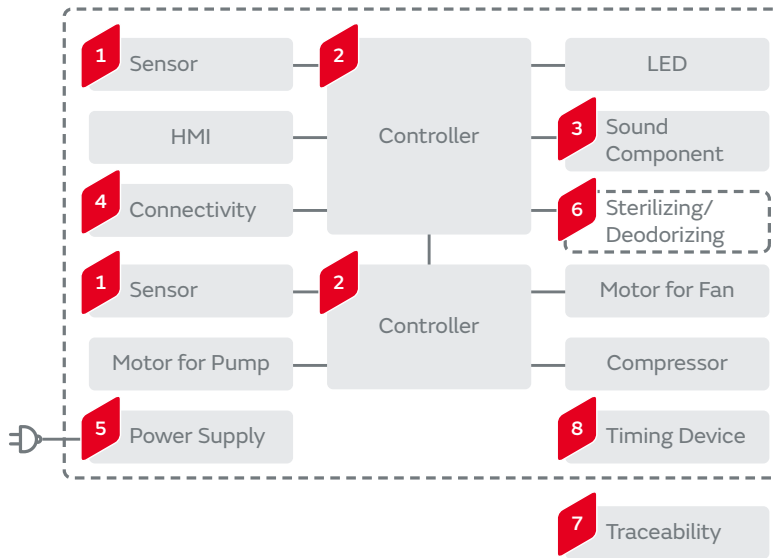 1
Sensor
2
Controller
LED
HMI
3
Sound
Component
4
Connectivity
6
Sterilizing/
Deodorizing
1
Sensor
2
Controller
Motor for Fan
Motor for Pump
Compressor
5
Power Supply
8
Timing Device
7
Traceability